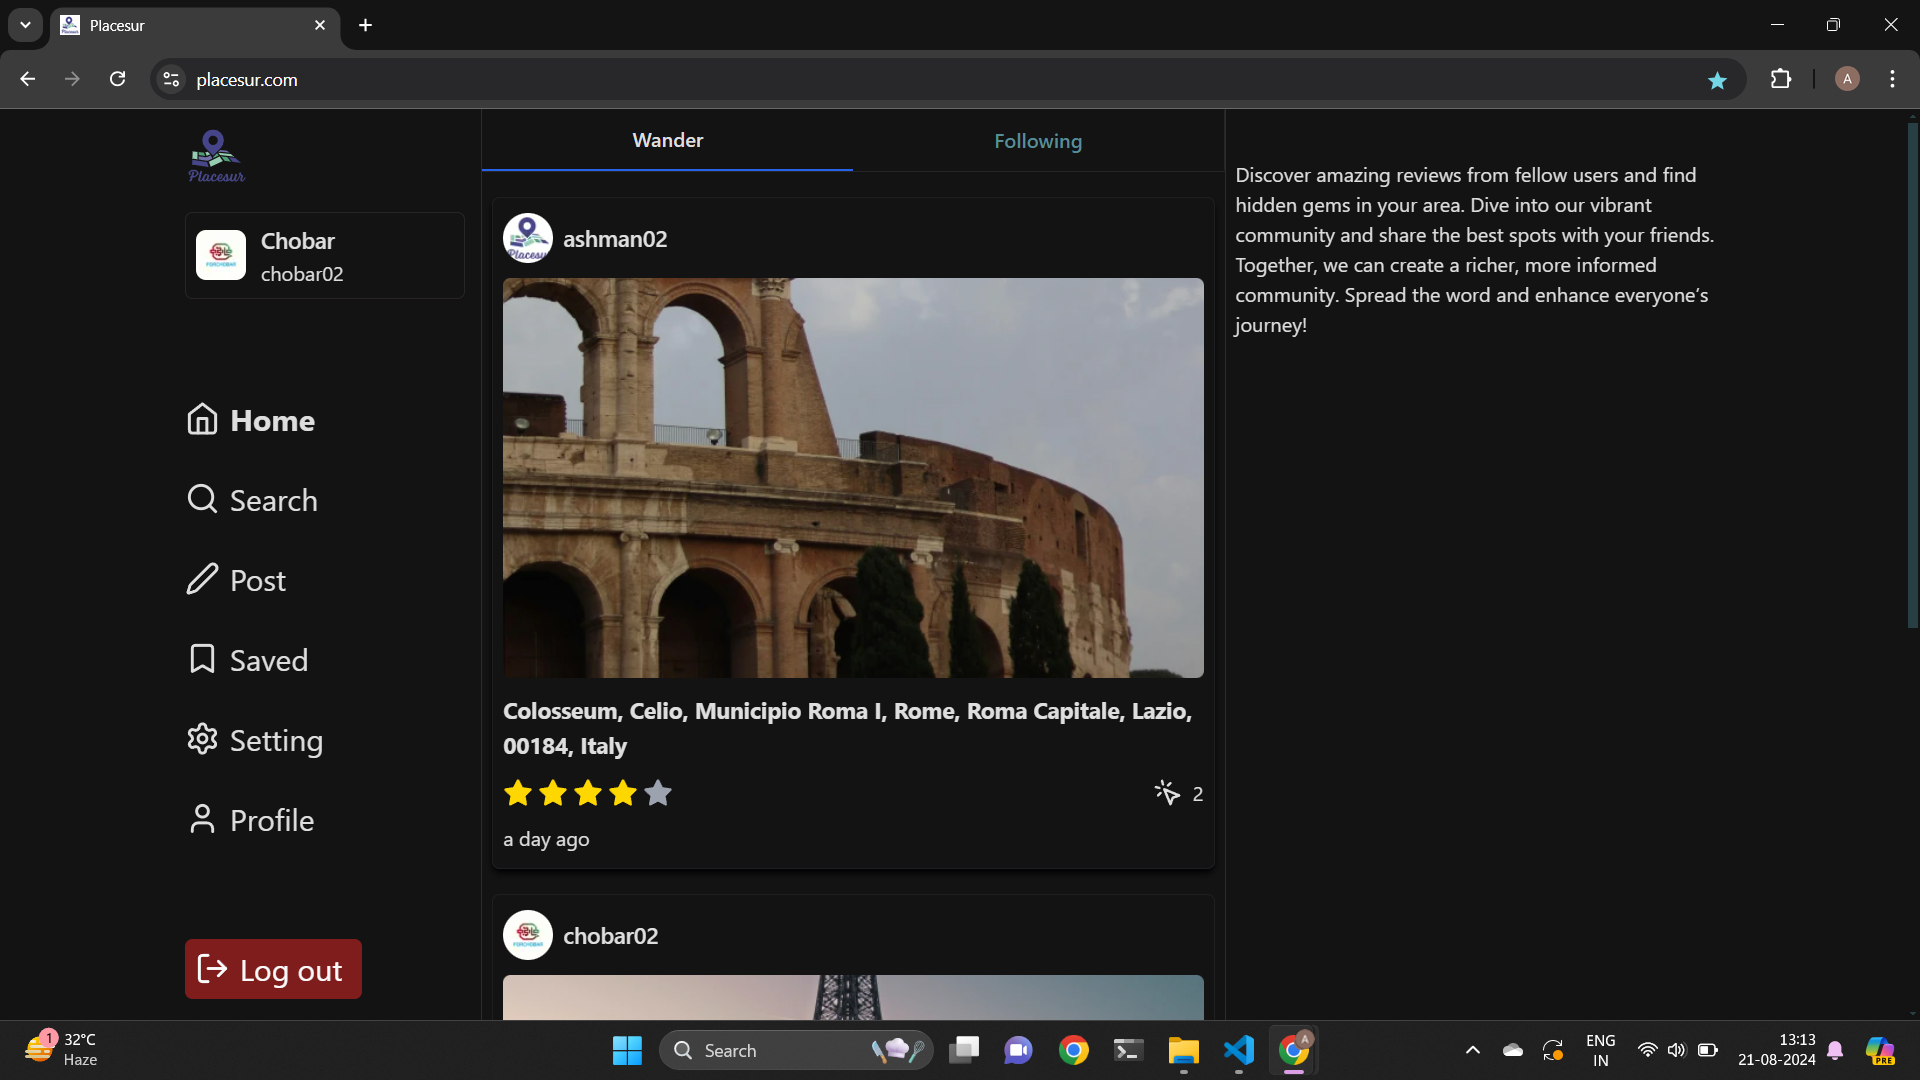 Placesur
placesur.com
A
Placesur
Chobar
chobar02
Home
Search
Post
Saved
Setting
Profile
Log out
Wander
Following
ashman02
Colosseum, Celio, Municipio Roma I, Rome, Roma Capitale, Lazio,
00184, Italy
2
a day ago
chobar02
Discover amazing reviews from fellow users and find
hidden gems in your area. Dive into our vibrant
community and share the best spots with your friends.
Together, we can create a richer, more informed
community. Spread the word and enhance everyone’s
journey!
1
32°C
Haze
Search
A
ENG
IN
13:13
21-08-2024
PRE